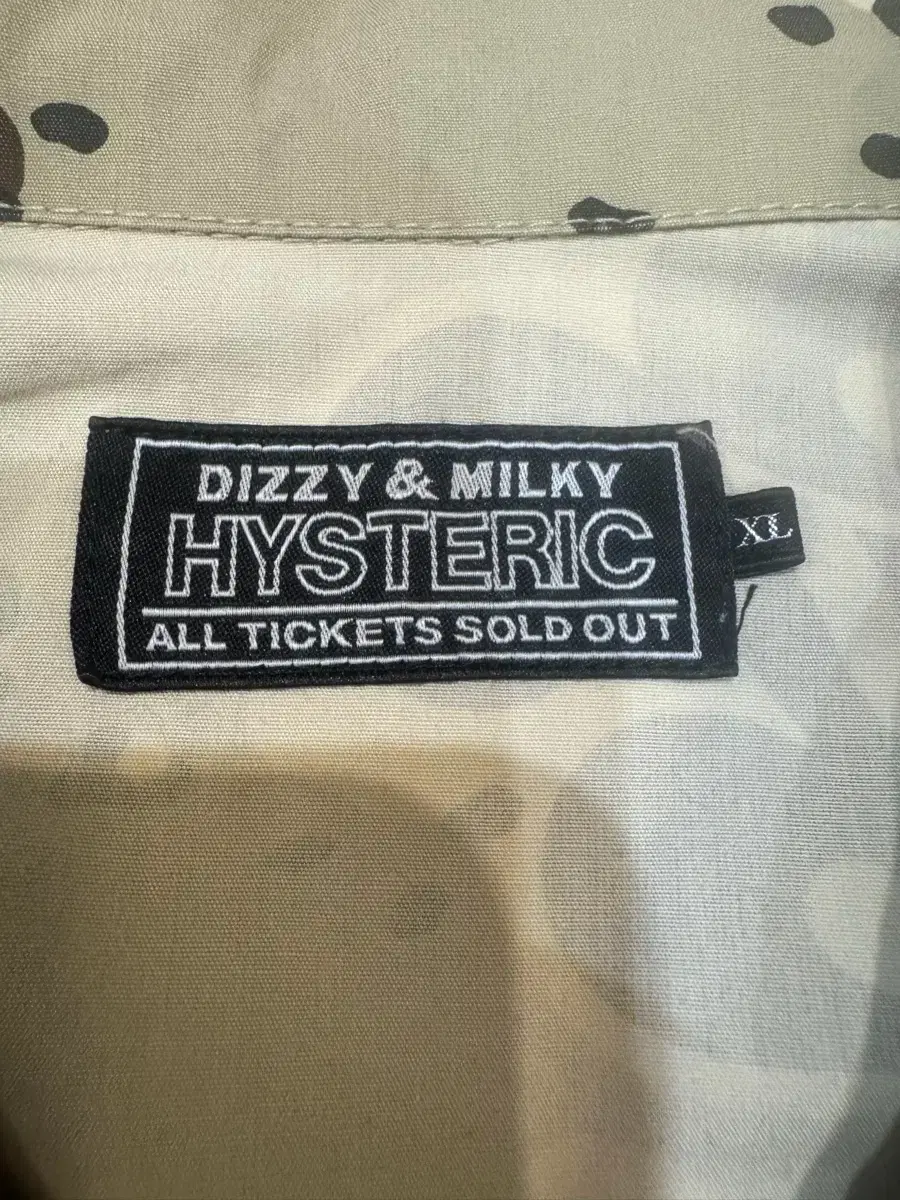 DIZZY & MILKY
HYSTERIC
ALL TICKETS SOLD OUT
XL